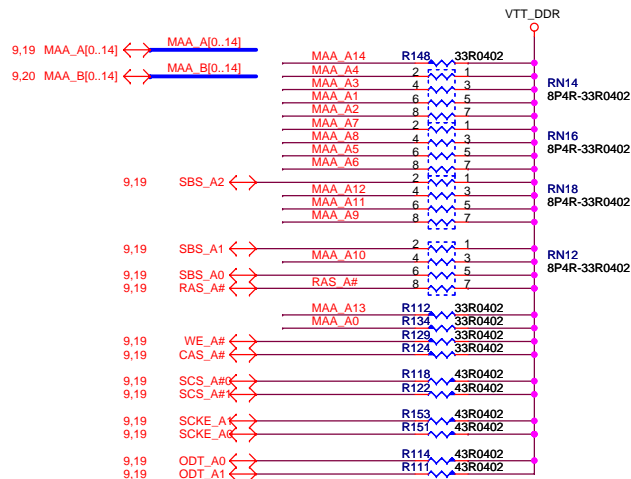 VTT_DDR
9,19 MAA_A[0..14] MAA_A[0..14]
9,20 MAA_B[0..14] MAA_B[0..14]
MAA_A14 R148 33R0402
MAA_A4 2 1
RN14
MAA_A3 4 3
8P4R-33R0402
MAA_A1 6 5
MAA_A2 8 7
MAA_A7 2 1
RN16
MAA_A8 4 3
8P4R-33R0402
MAA_A5 6 5
MAA_A6 8 7
9,19 SBS_A2 2 1
RN18
MAA_A12 4 3
8P4R-33R0402
MAA_A11 6 5
MAA_A9 8 7
9,19 SBS_A1 2 1
RN12
MAA_A10 4 3
8P4R-33R0402
9,19 SBS_A0 6 5
9,19 RAS_A# RAS_A# 8 7
MAA_A13 R112 33R0402
MAA_A0 R134 33R0402
9,19 WE_A# R129 33R0402
9,19 CAS_A# R124 33R0402
9,19 SCS_A#0 R118 43R0402
9,19 SCS_A#1 R122 43R0402
9,19 SCKE_A1 R153 43R0402
9,19 SCKE_A0 R151 43R0402
9,19 ODT_A0 R114 43R0402
9,19 ODT_A1 R111 43R0402